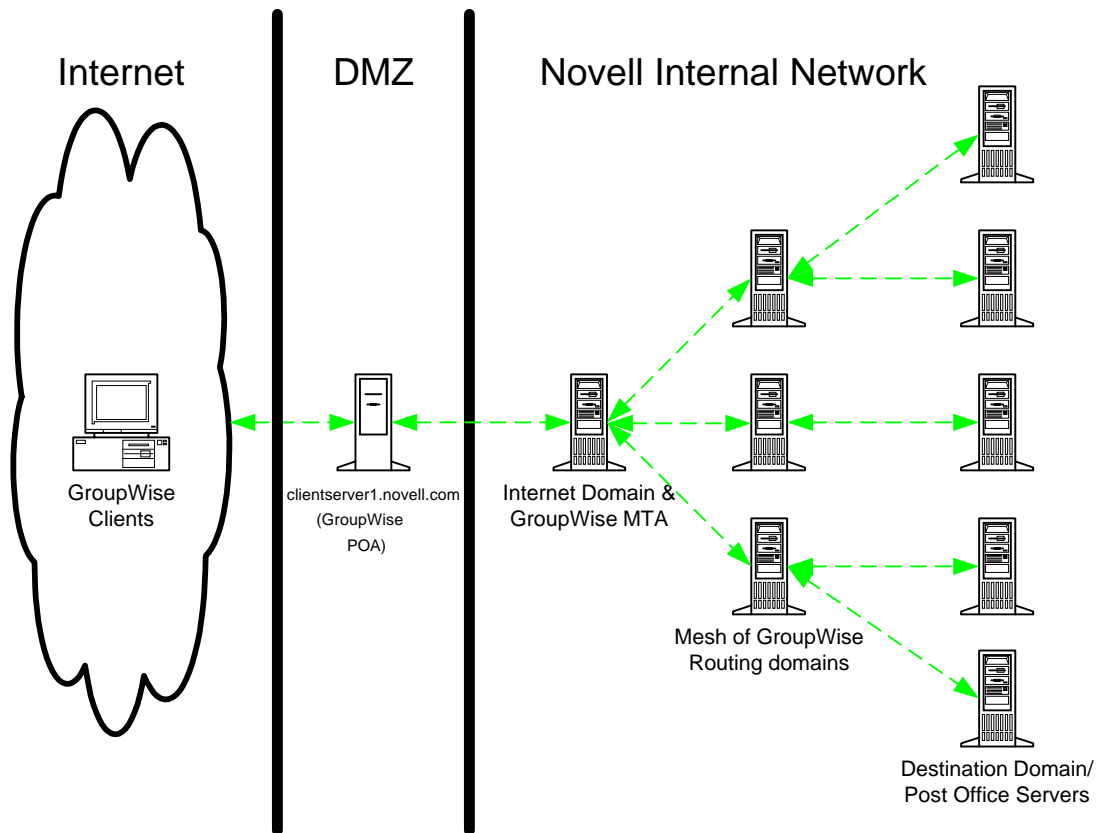 Internet
DMZ
Novell Internal Network
GroupWise
Clients
clientserver1.novell.com
(GroupWise
POA)
Internet Domain &
GroupWise MTA
Mesh of GroupWise
Routing domains
Destination Domain/
Post Office Servers